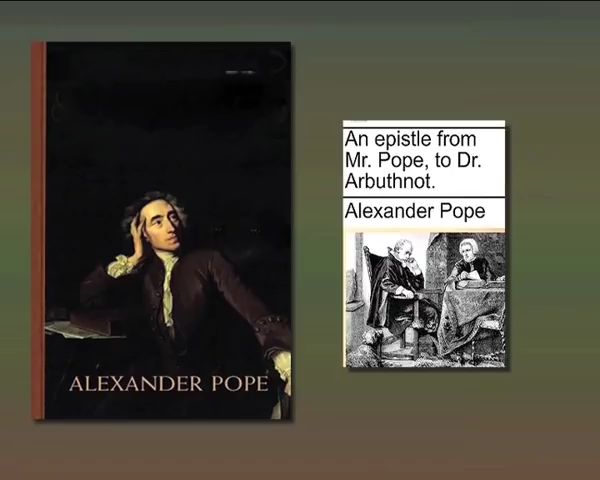 ALEXANDER POPE
An epistle from
Mr. Pope, to Dr.
Arbuthnot.
Alexander Pope